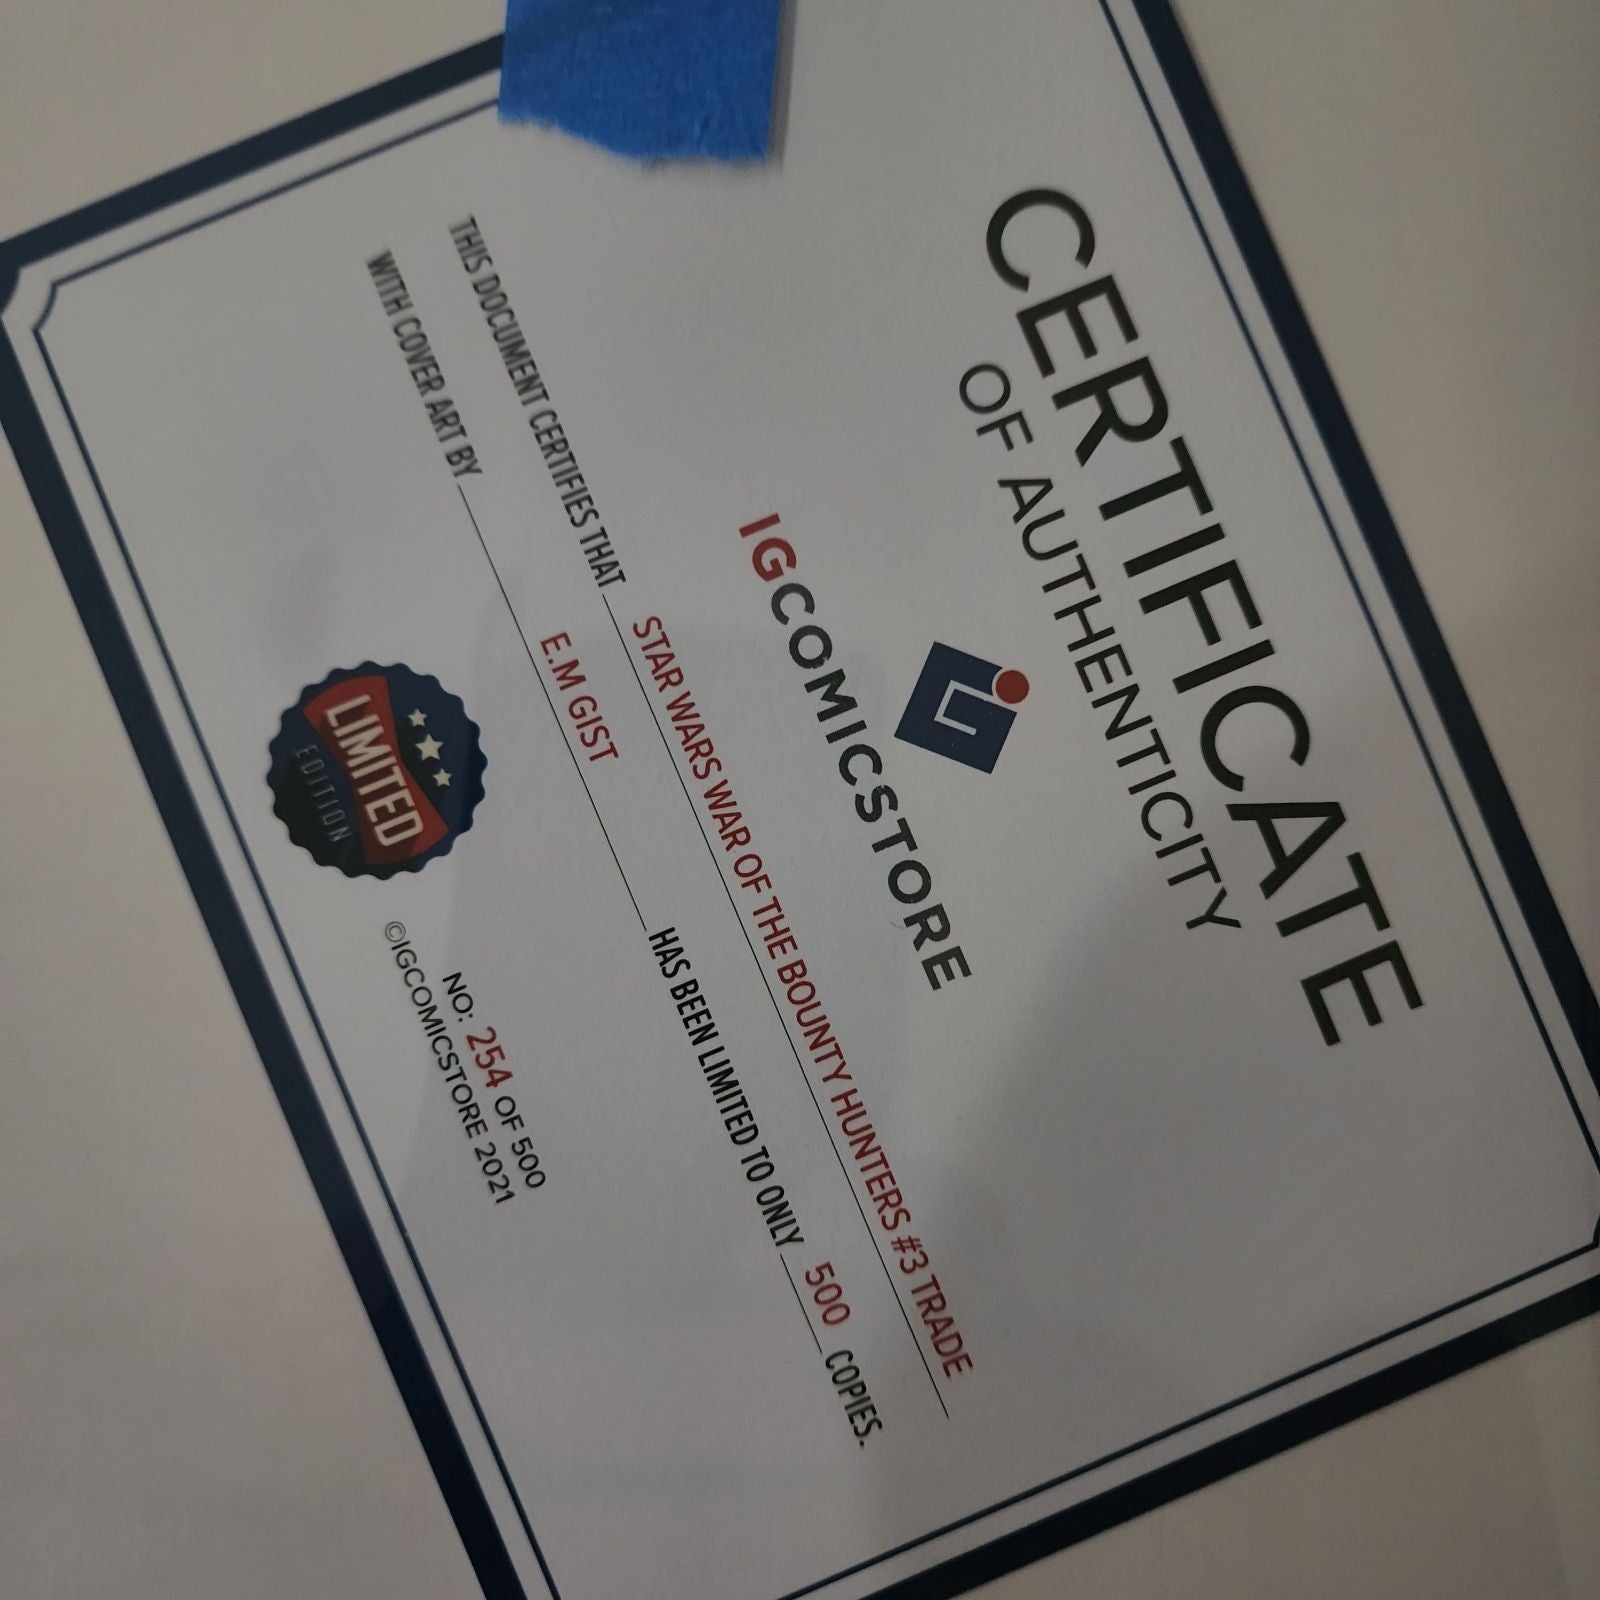 CERTIFICATE
OF AUTHENTICITY
IGCOMICSTORE
THIS DOCUMENT CERTIFIES THAT STAR WARS WAR OF THE BOUNTY HUNTERS #3 TRADE
WITH COVER ART BY E.M GIST HAS BEEN LIMITED TO ONLY 500 COPIES.
LIMITED
EDITION
NO: 254 OF 500
©IGCOMICSTORE 2021